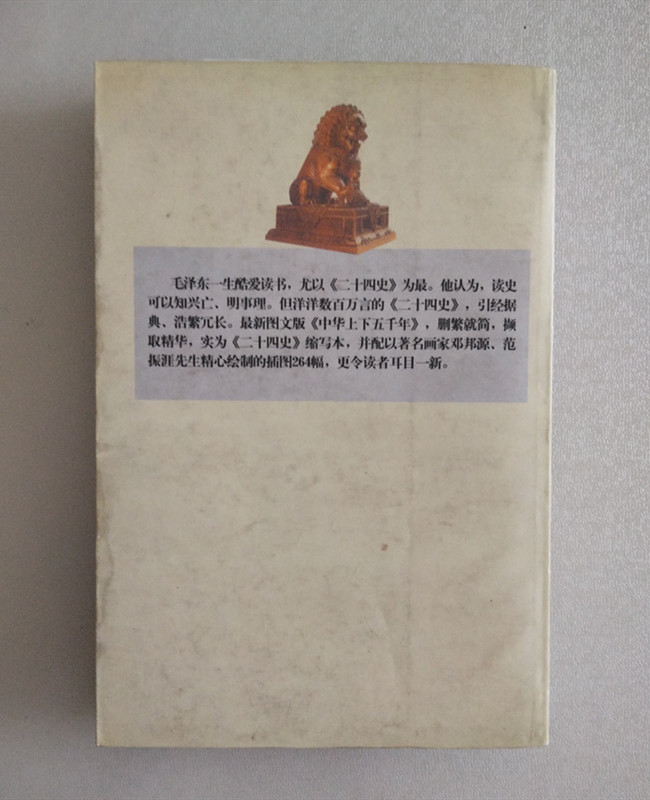 毛泽东一生酷爱读书，尤以《二十四史》为最。他认为，读史
可以知兴亡、明事理。但洋洋数百万言的《二十四史》，引经据
典、浩繁冗长。最新图文版《中华上下五千年》，删繁就简，撷
取精华，实为《二十四史》缩写本，并配以著名画家邓邦源、范
振涯先生精心绘制的插图264幅，更令读者耳目一新。